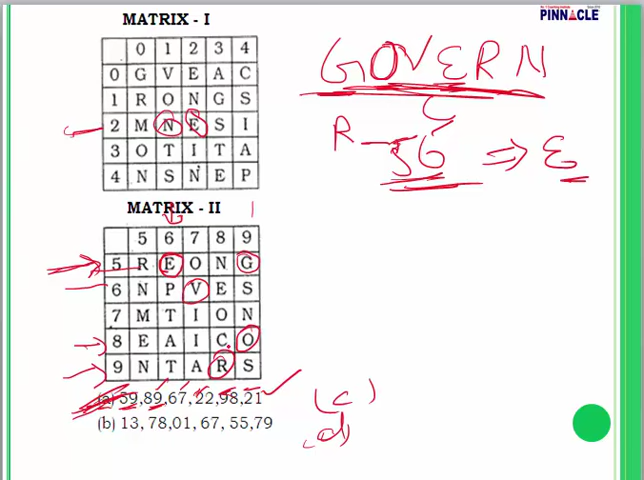 MATRIX - I
PINNACLE
0 1 2 3 4
0 G V E A C
1 R O N G S
2 M N E S I
3 O T I T A
4 N S N E P
GOVERN
C
R - 56 ⇒ E
MATRIX - II
5 6 7 8 9
5 R E O N G
6 N P V E S
7 M T I O N
8 E A I C O
9 N T A R S
(a) 59,89,67, 22,98,21
(b) 13, 78,01, 67, 55,79
(c)
(d)